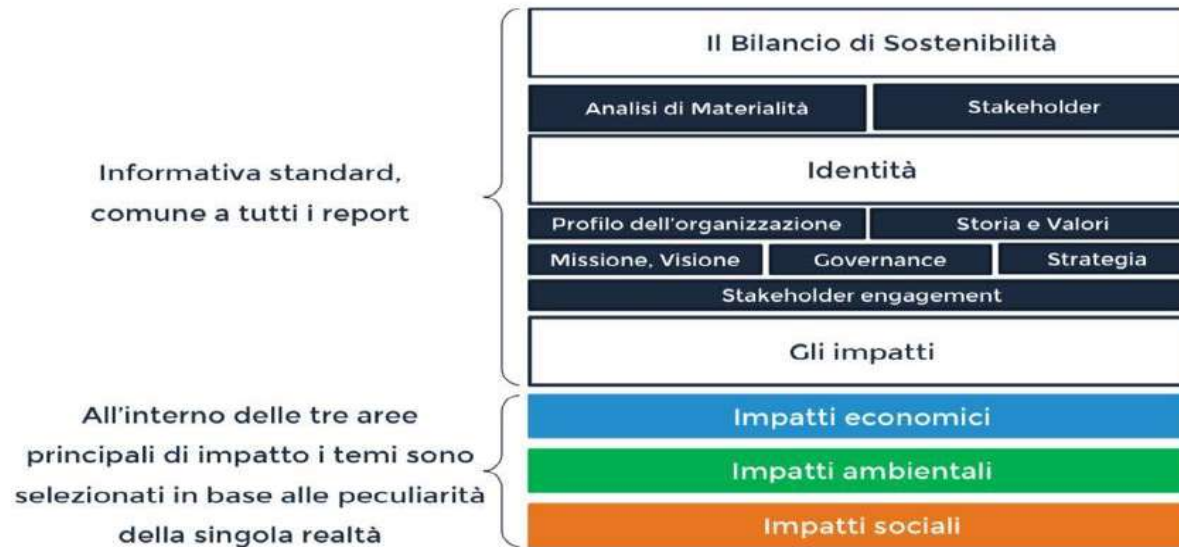 Il Bilancio di Sostenibilità
Analisi di Materialità
Stakeholder
Informativa standard,
comune a tutti i report
Identità
Profilo dell'organizzazione
Storia e Valori
Missione, Visione
Governance
Strategia
Stakeholder engagement
Gli impatti
All'interno delle tre aree
principali di impatto i temi sono
selezionati in base alle peculiarità
della singola realtà
Impatti economici
Impatti ambientali
Impatti sociali